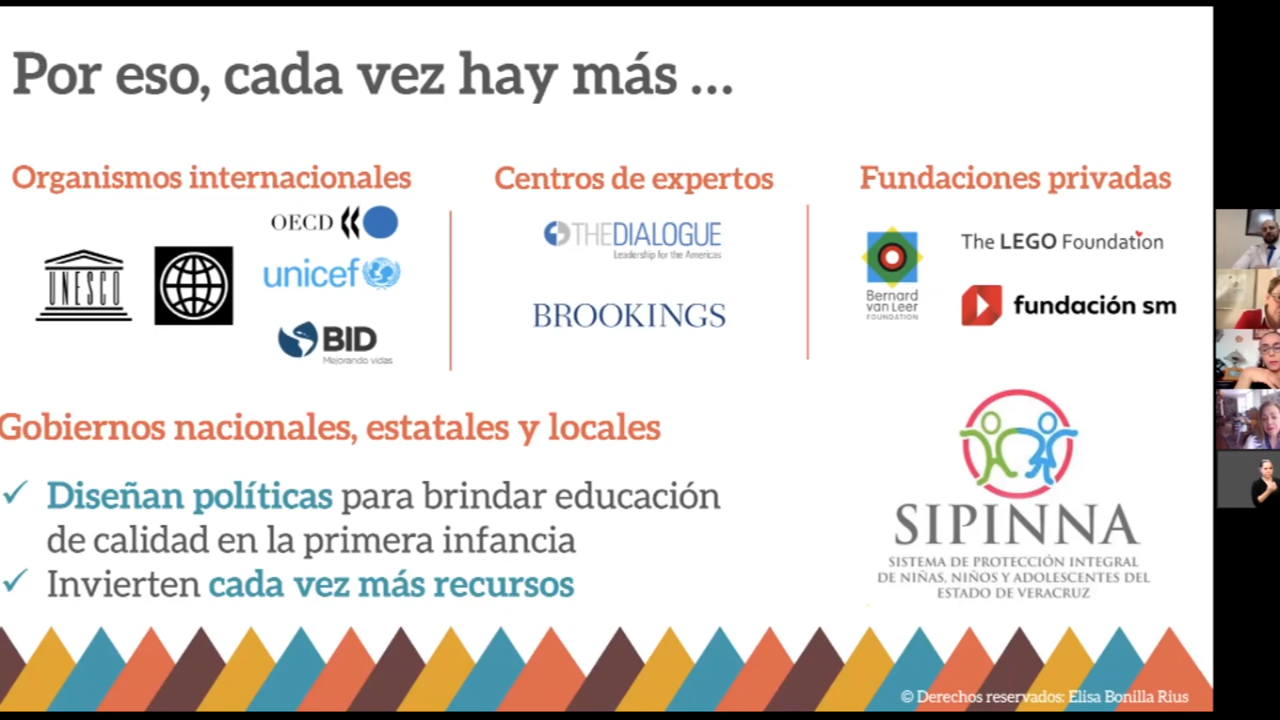 Por eso, cada vez hay más ...
Organismos internacionales
UNESCO
OECD
unicef
BID
Mejorando vidas
Centros de expertos
THEDIALOGUE
Leadership for the Americas
BROOKINGS
Fundaciones privadas
Bernard
van Leer
FOUNDATION
The LEGO Foundation
fundación sm
Gobiernos nacionales, estatales y locales
✓ Diseñan políticas para brindar educación
de calidad en la primera infancia
✓ Invierten cada vez más recursos
SIPINNA
SISTEMA DE PROTECCIÓN INTEGRAL
DE NIÑAS, NIÑOS Y ADOLESCENTES DEL
ESTADO DE VERACRUZ
© Derechos reservados: Elisa Bonilla Rius